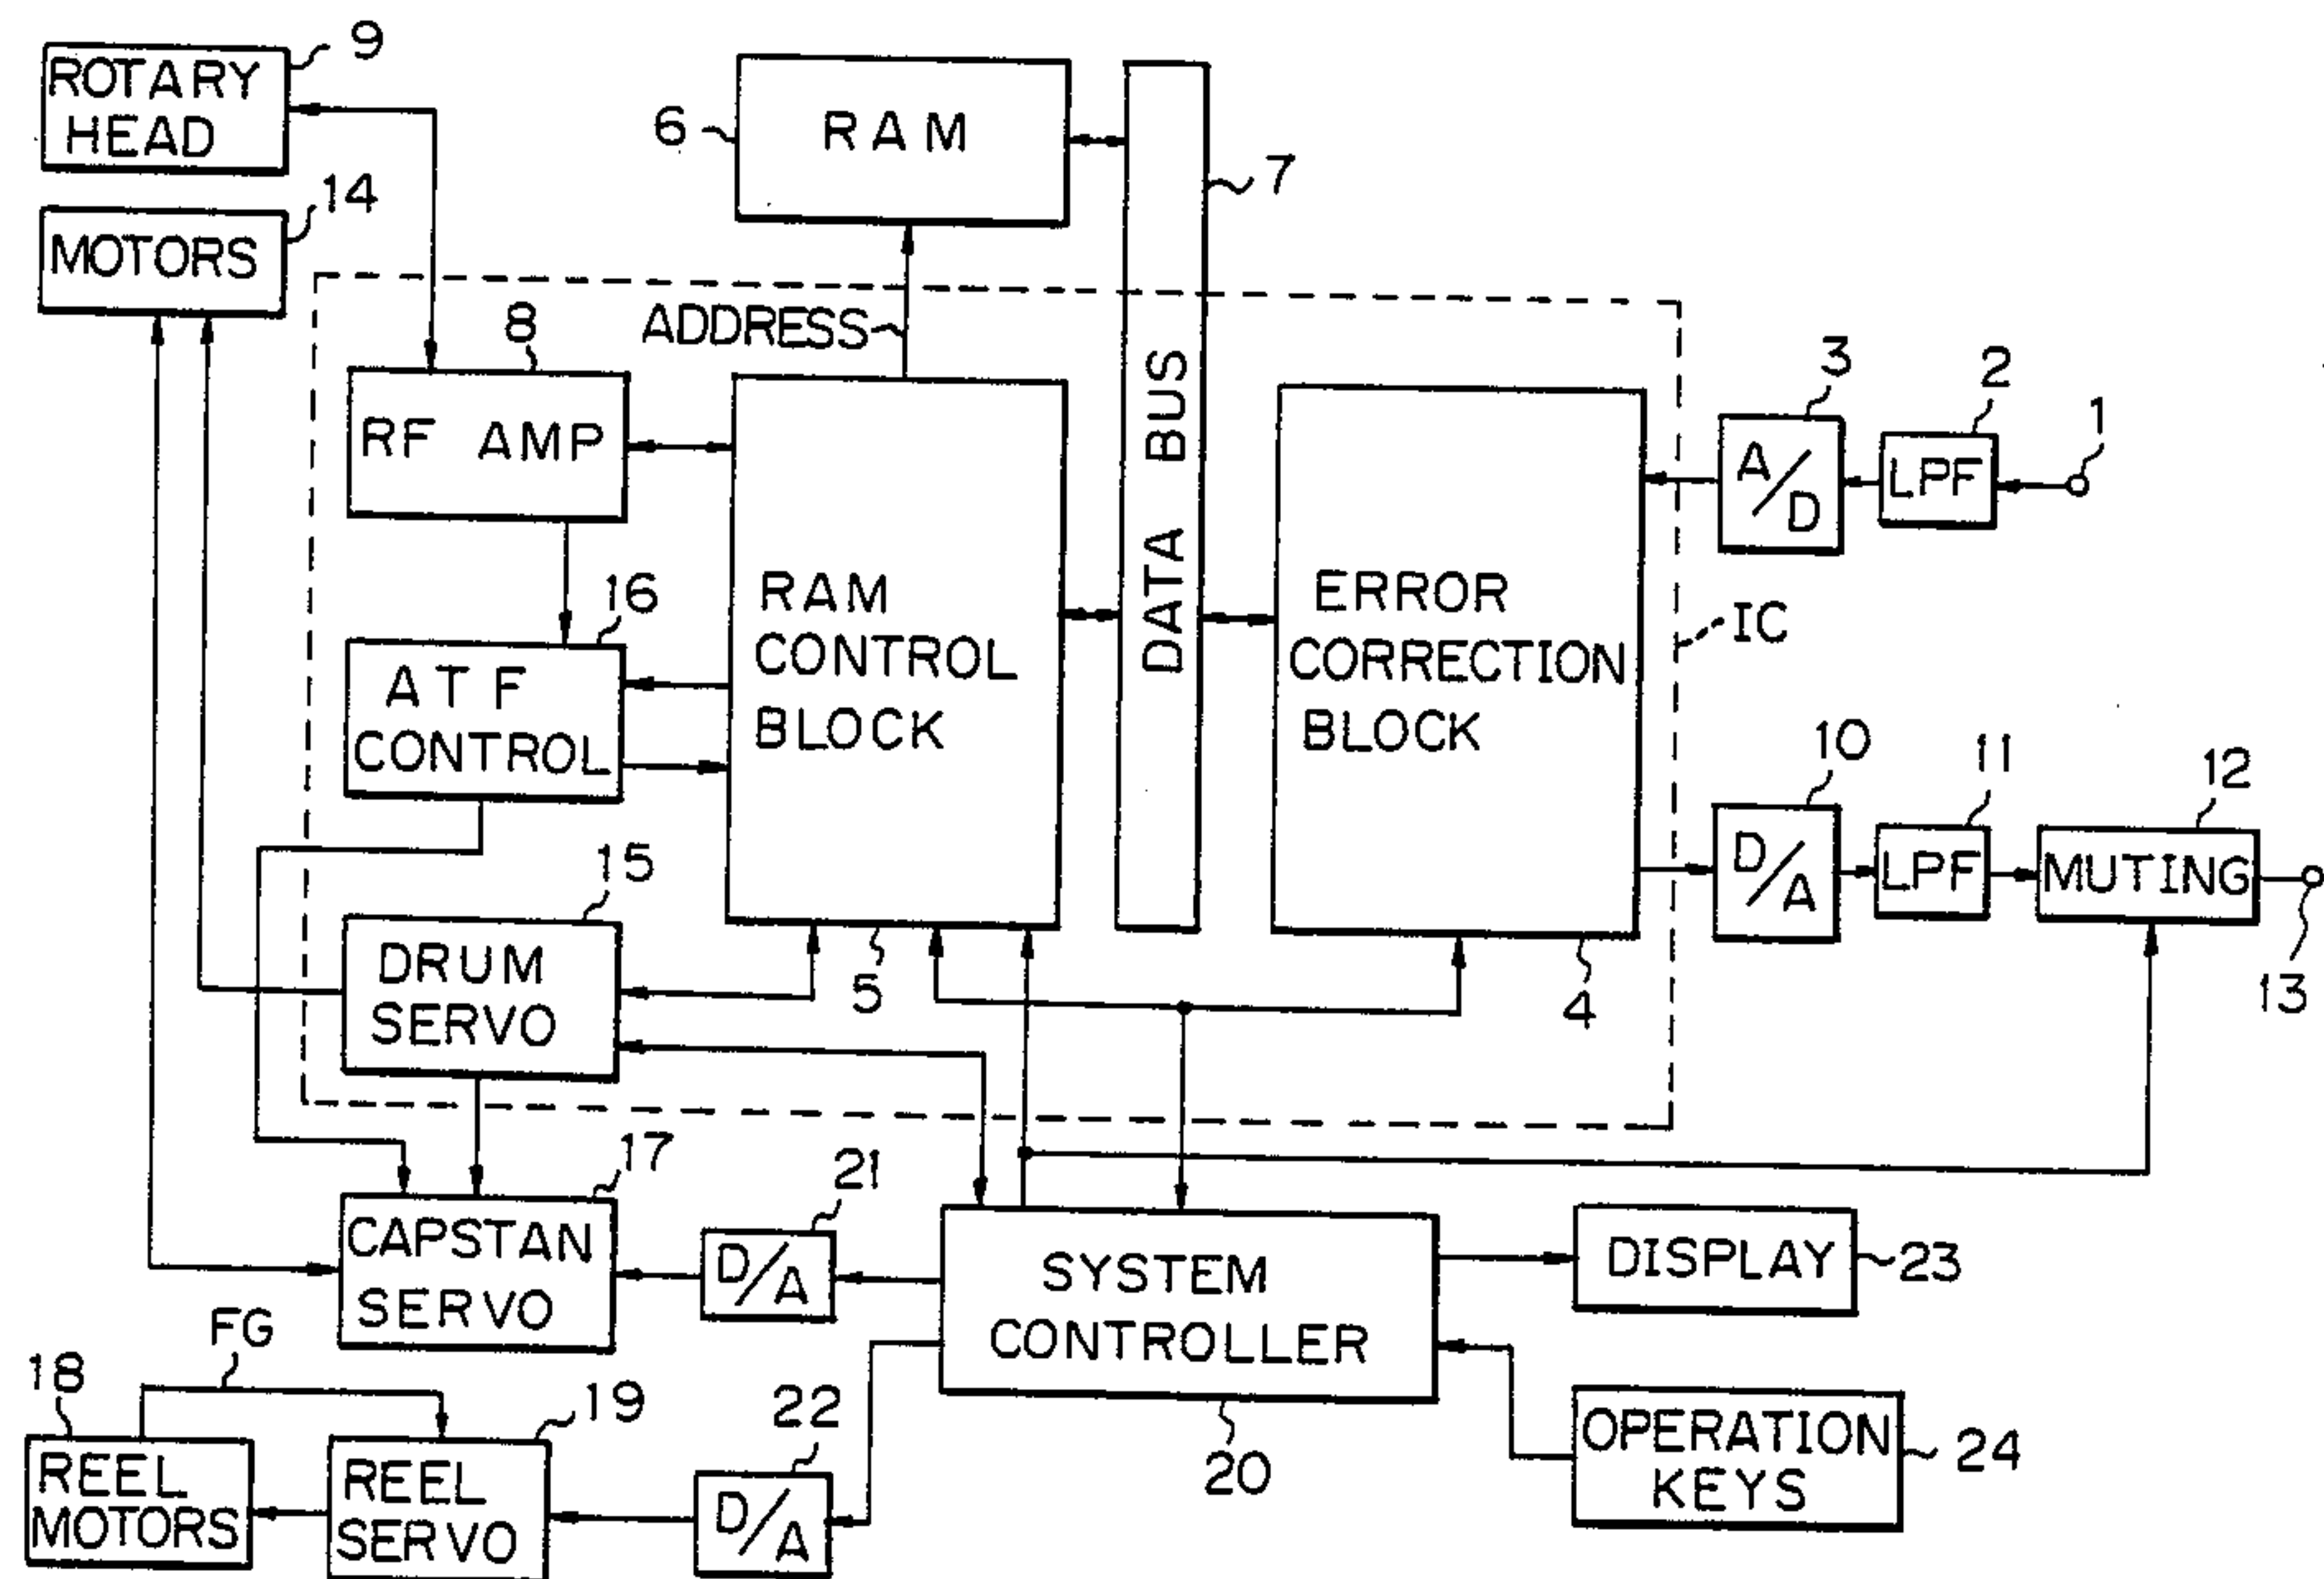 ROTARY
HEAD
9
MOTORS
14
6
RAM
7
ADDRESS
8
RF AMP
DATA BUS
3
A/D
2
LPF
1
16
ATF
CONTROL
RAM
CONTROL
BLOCK
5
ERROR
CORRECTION
BLOCK
4
IC
10
D/A
11
LPF
12
MUTING
13
15
DRUM
SERVO
17
CAPSTAN
SERVO
21
D/A
SYSTEM
CONTROLLER
20
DISPLAY
23
FG
18
REEL
MOTORS
19
REEL
SERVO
22
D/A
OPERATION
KEYS
24